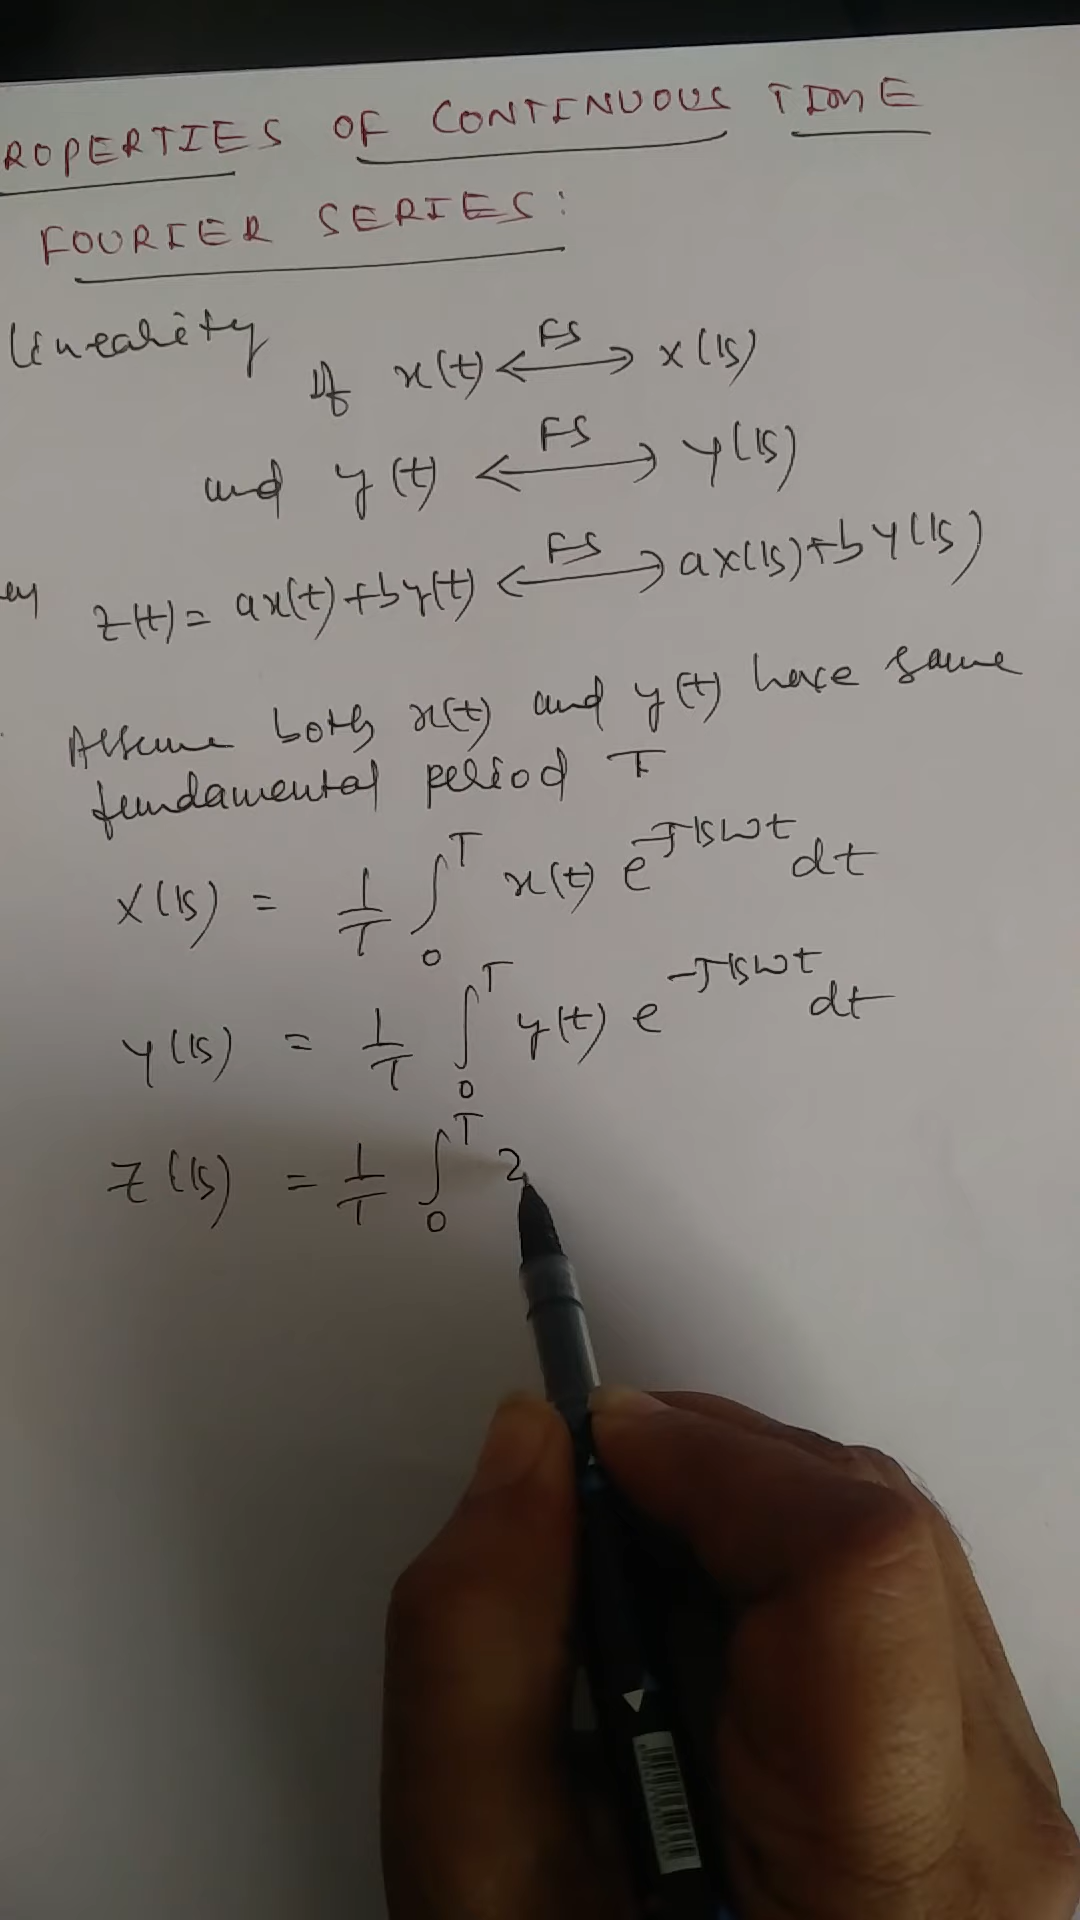 ROPERTIES OF CONTINUOUS TIME
FOURIER SERIES:
Linearity
If x(t) <-FS-> X(k)
and y(t) <-FS-> Y(k)
z(t) = ax(t)+by(t) <-FS-> aX(k)+bY(k)
Assume both x(t) and y(t) have same
fundamental period T
X(k) = 1/T ∫₀ᵀ x(t) e^-Jkωt dt
Y(k) = 1/T ∫₀ᵀ y(t) e^-Jkωt dt
Z(k) = 1/T ∫₀ᵀ z